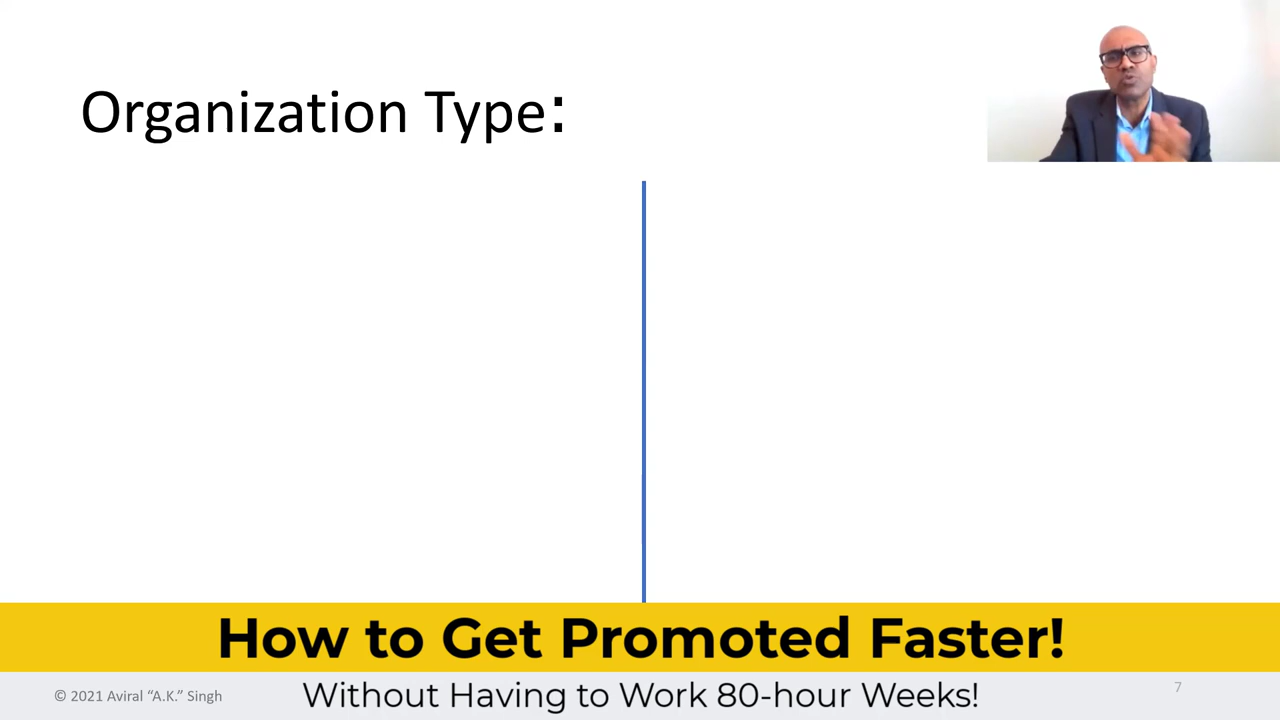 Organization Type:
How to Get Promoted Faster!
© 2021 Aviral “A.K.” Singh
Without Having to Work 80-hour Weeks!
7